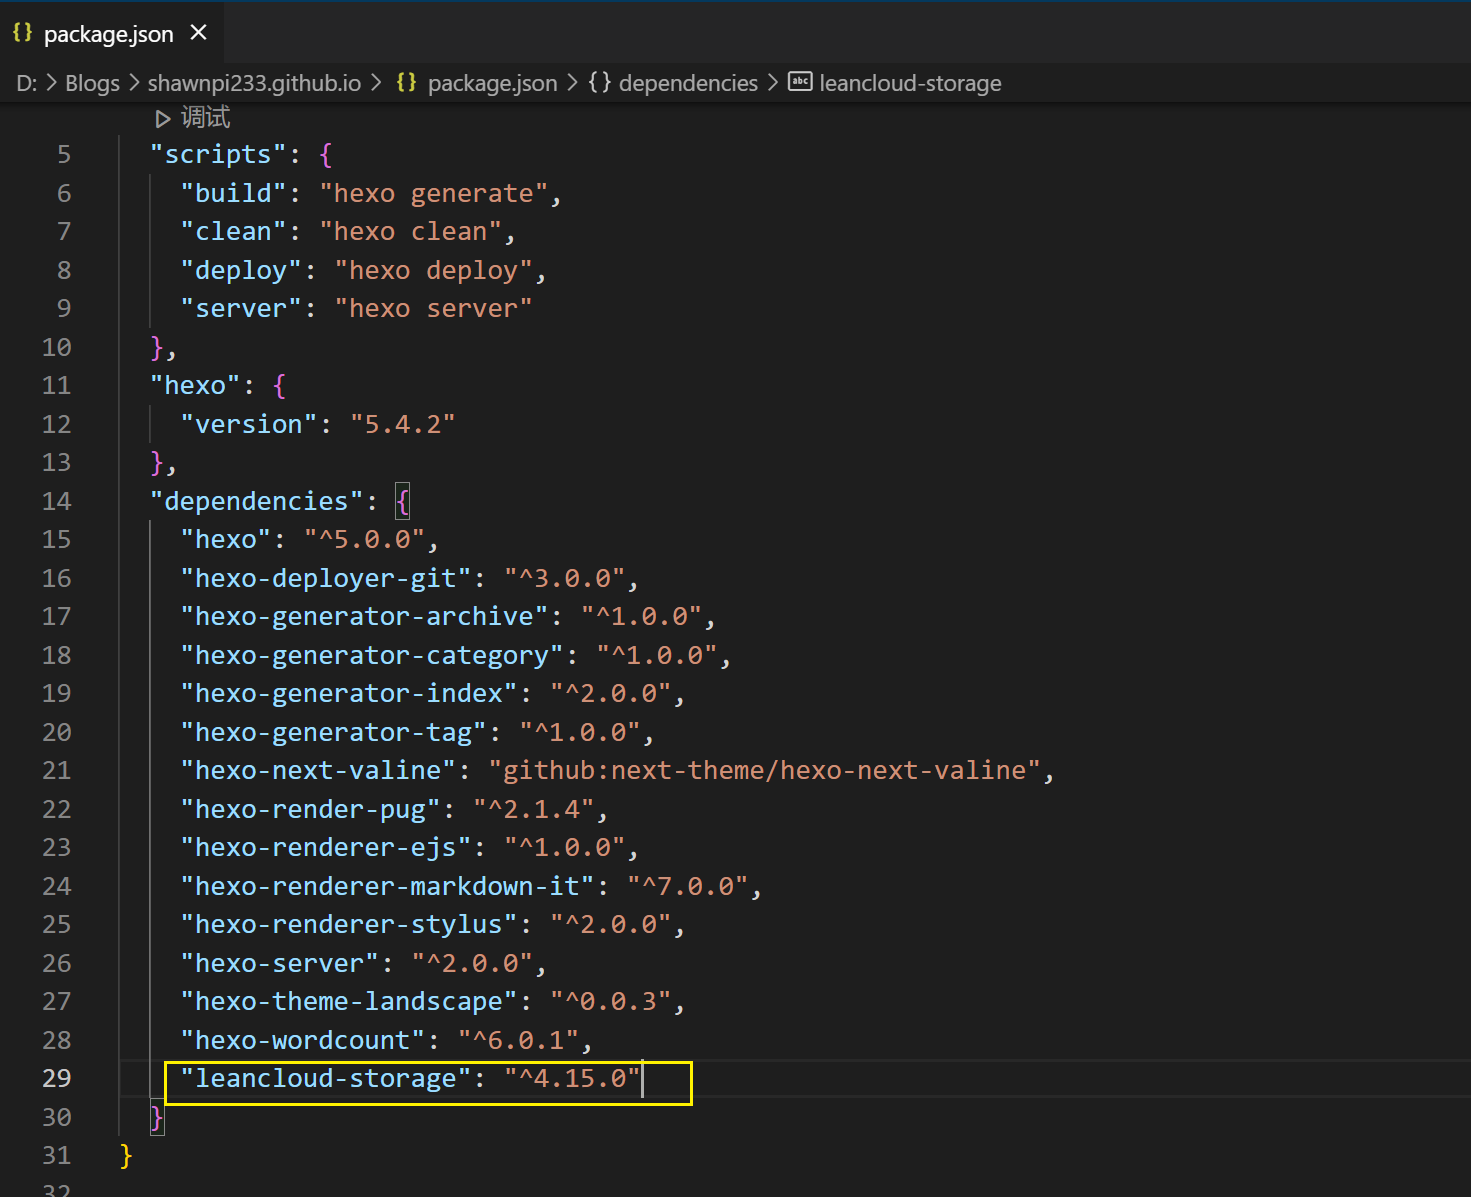 {} package.json ×
D: > Blogs > shawnpi233.github.io > {} package.json > {} dependencies > abc leancloud-storage
▷ 调试
5 "scripts": {
6 "build": "hexo generate",
7 "clean": "hexo clean",
8 "deploy": "hexo deploy",
9 "server": "hexo server"
10 },
11 "hexo": {
12 "version": "5.4.2"
13 },
14 "dependencies": {
15 "hexo": "^5.0.0",
16 "hexo-deployer-git": "^3.0.0",
17 "hexo-generator-archive": "^1.0.0",
18 "hexo-generator-category": "^1.0.0",
19 "hexo-generator-index": "^2.0.0",
20 "hexo-generator-tag": "^1.0.0",
21 "hexo-next-valine": "github:next-theme/hexo-next-valine",
22 "hexo-render-pug": "^2.1.4",
23 "hexo-renderer-ejs": "^1.0.0",
24 "hexo-renderer-markdown-it": "^7.0.0",
25 "hexo-renderer-stylus": "^2.0.0",
26 "hexo-server": "^2.0.0",
27 "hexo-theme-landscape": "^0.0.3",
28 "hexo-wordcount": "^6.0.1",
29 "leancloud-storage": "^4.15.0"
30 }
31 }
32